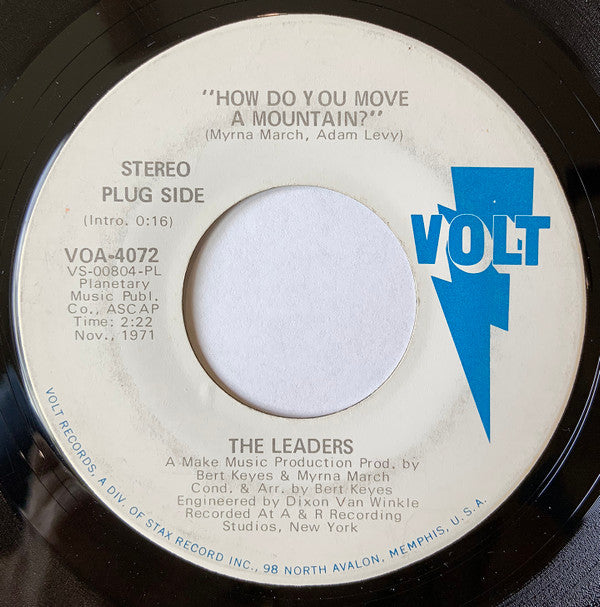 "HOW DO YOU MOVE
A MOUNTAIN?"
(Myrna March, Adam Levy)
STEREO
PLUG SIDE
(Intro. 0:16)
VOA-4072
VS-00804-PL
Planetary
Music Publ.
Co., ASCAP
Time: 2:22
Nov., 1971
VOLT
THE LEADERS
A Make Music Production Prod. by
Bert Keyes & Myrna March
Cond, & Arr. by Bert Keyes
Engineered by Dixon Van Winkle
Recorded At A & R Recording
Studios, New York
VOLT RECORDS, A DIV. OF STAX RECORD INC., 98 NORTH AVALON, MEMPHIS, U.S.A.